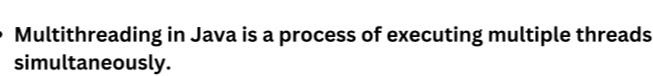 • Multithreading in Java is a process of executing multiple threads
simultaneously.